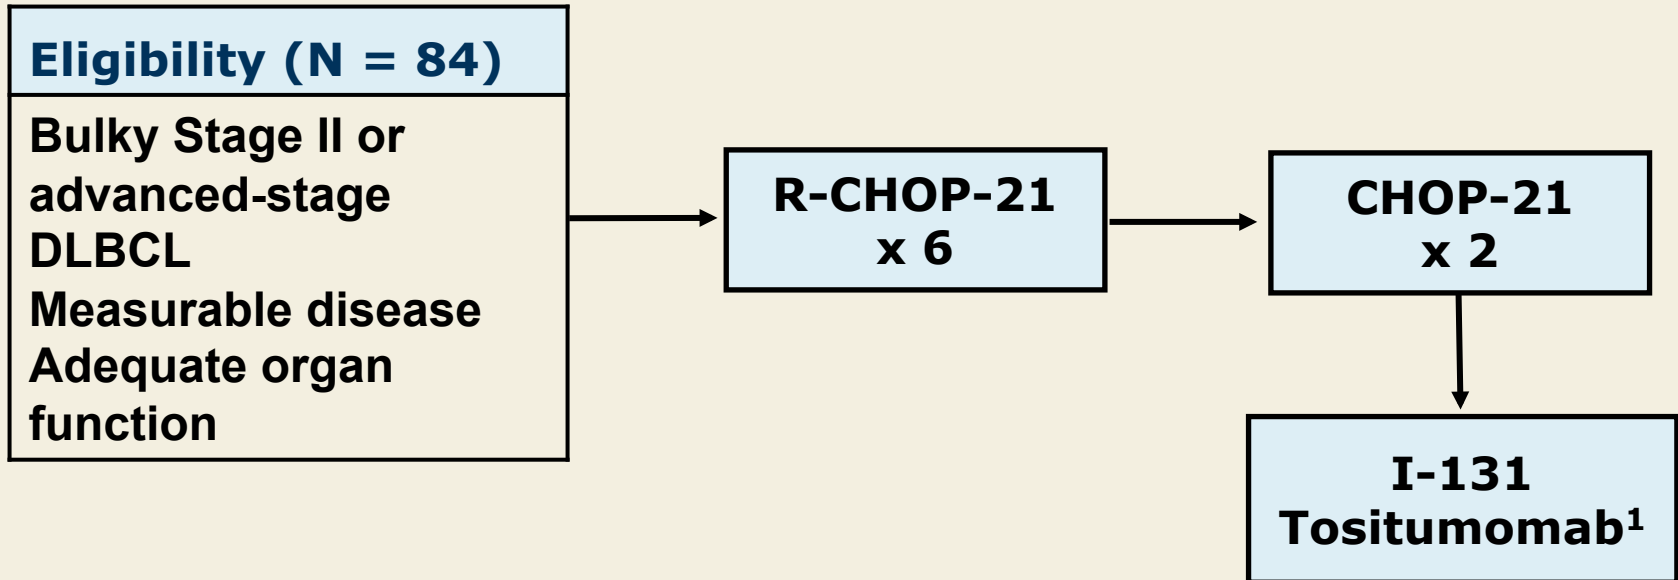 Eligibility (N = 84)
Bulky Stage II or
advanced-stage
DLBCL
Measurable disease
Adequate organ
function
R-CHOP-21
x 6
CHOP-21
x 2
I-131
Tositumomab¹